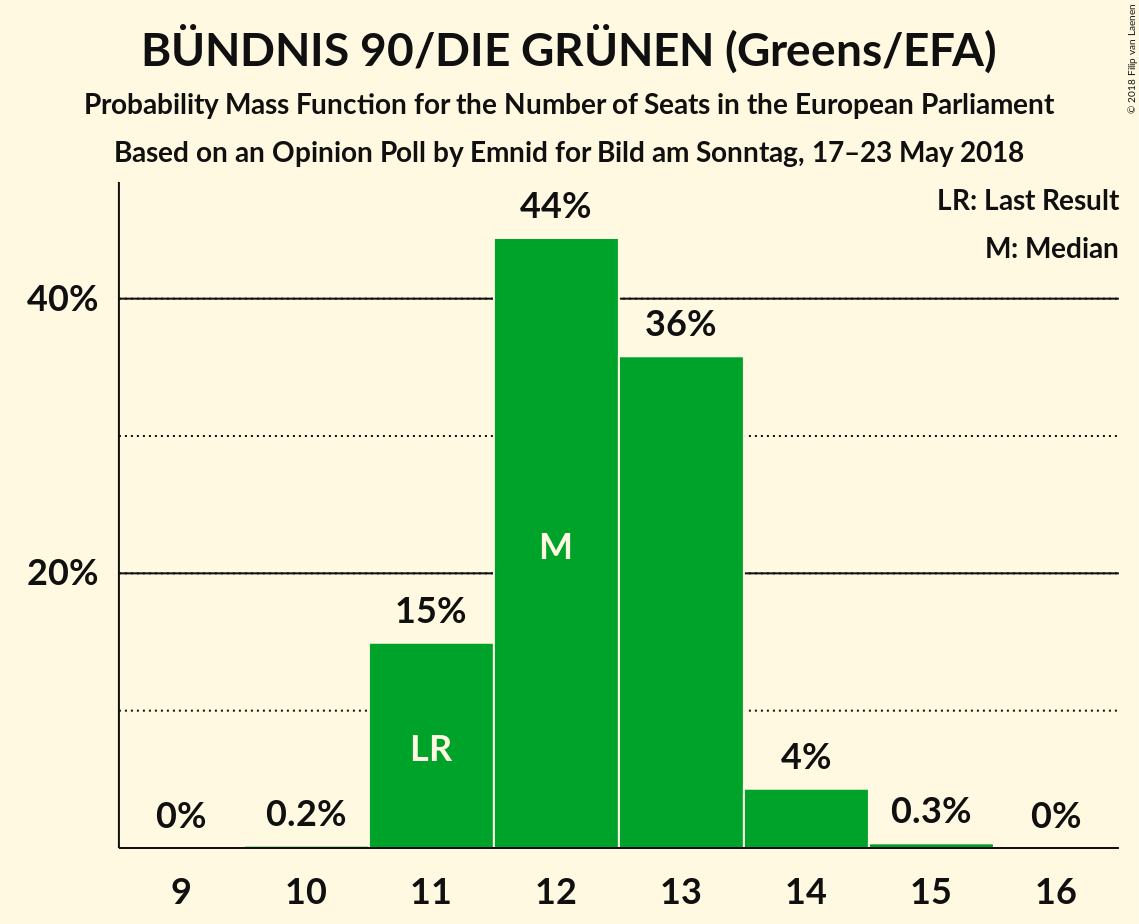 BÜNDNIS 90/DIE GRÜNEN (Greens/EFA)
Probability Mass Function for the Number of Seats in the European Parliament
Based on an Opinion Poll by Emnid for Bild am Sonntag, 17–23 May 2018
© 2018 Filip van Laenen
LR: Last Result
M: Median
44%
40%
36%
M
20%
15%
LR
4%
0%
0.2%
0.3%
0%
9 10 11 12 13 14 15 16